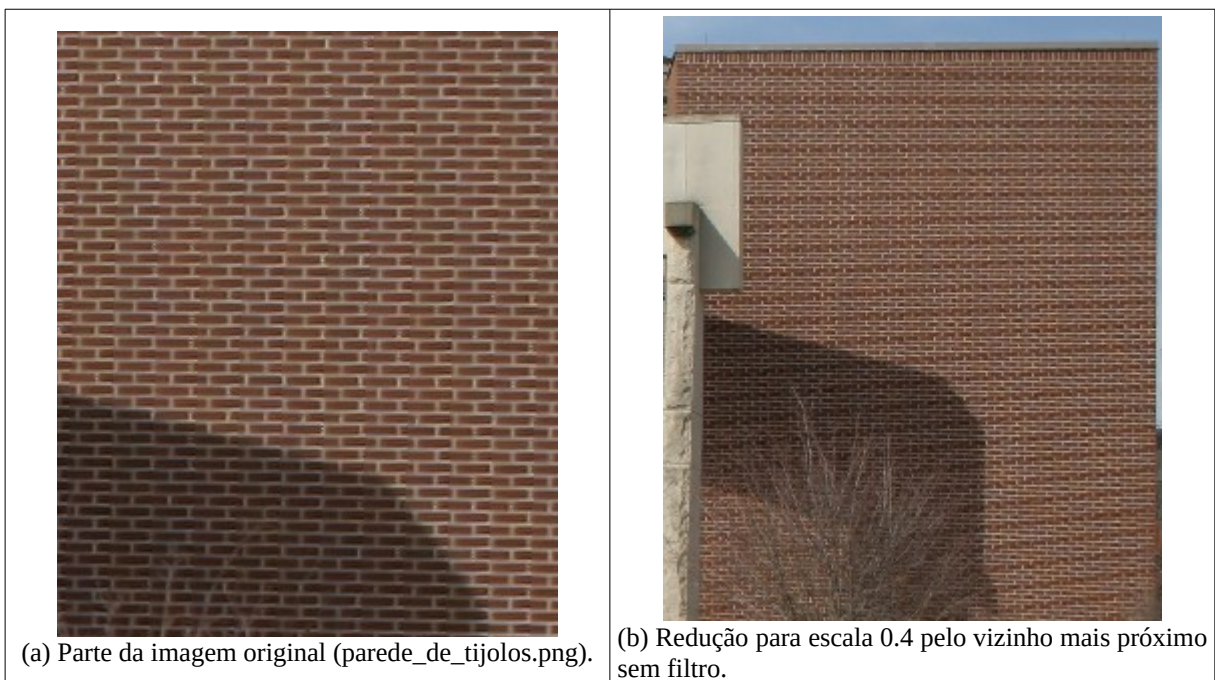 (a) Parte da imagem original (parede_de_tijolos.png).
(b) Redução para escala 0.4 pelo vizinho mais próximo
sem filtro.